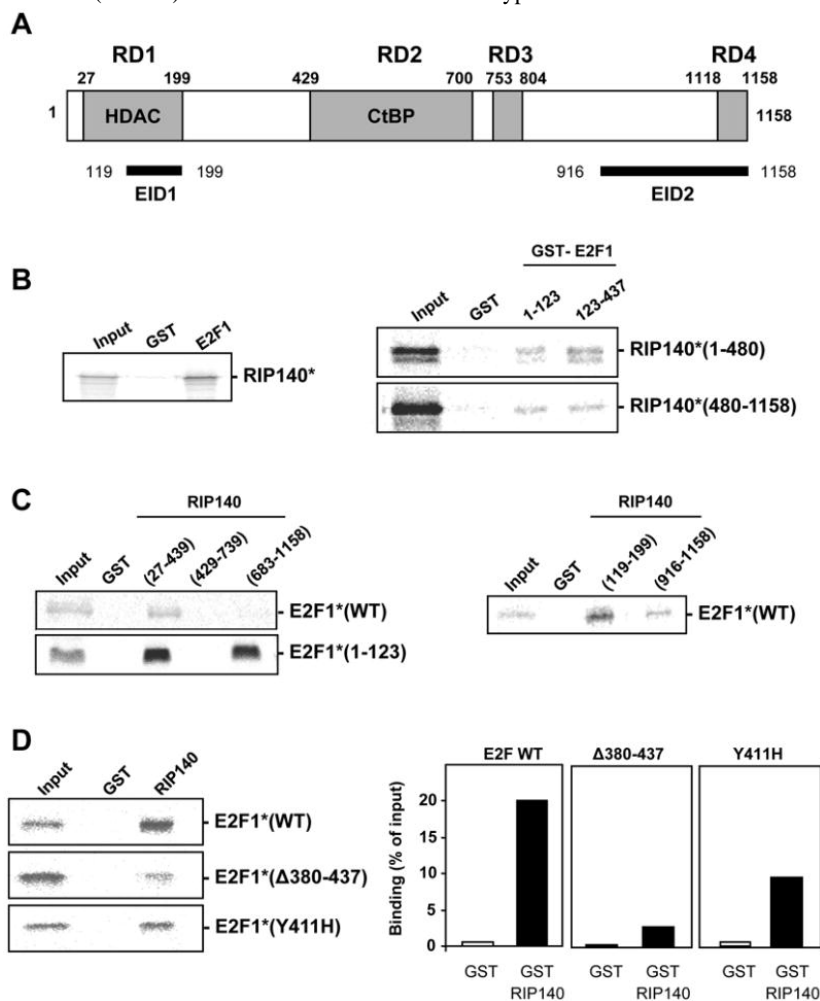 A
RD1 RD2 RD3 RD4
27 199 429 700 753 804 1118 1158
1 HDAC CtBP 1158
119 199 916 1158
EID1 EID2
B
Input GST E2F1
RIP140*
GST- E2F1
Input GST 1-123 123-437
RIP140*(1-480)
RIP140*(480-1158)
C
RIP140
Input GST (27-439) (429-739) (683-1158)
E2F1*(WT)
E2F1*(1-123)
RIP140
Input GST (119-199) (916-1158)
E2F1*(WT)
D
Input GST RIP140
E2F1*(WT)
E2F1*(Δ380-437)
E2F1*(Y411H)
E2F WT Δ380-437 Y411H
Binding (% of input)
20
15
10
5
0
GST GST GST GST GST GST
RIP140 RIP140 RIP140